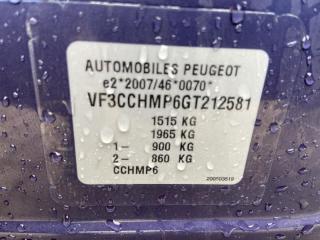 AUTOMOBILES PEUGEOT
e2*2007/46*0070*
VF3CCHMP6GT212581
1515 KG
1965 KG
1- 900 KG
2- 860 KG
CCHMP6